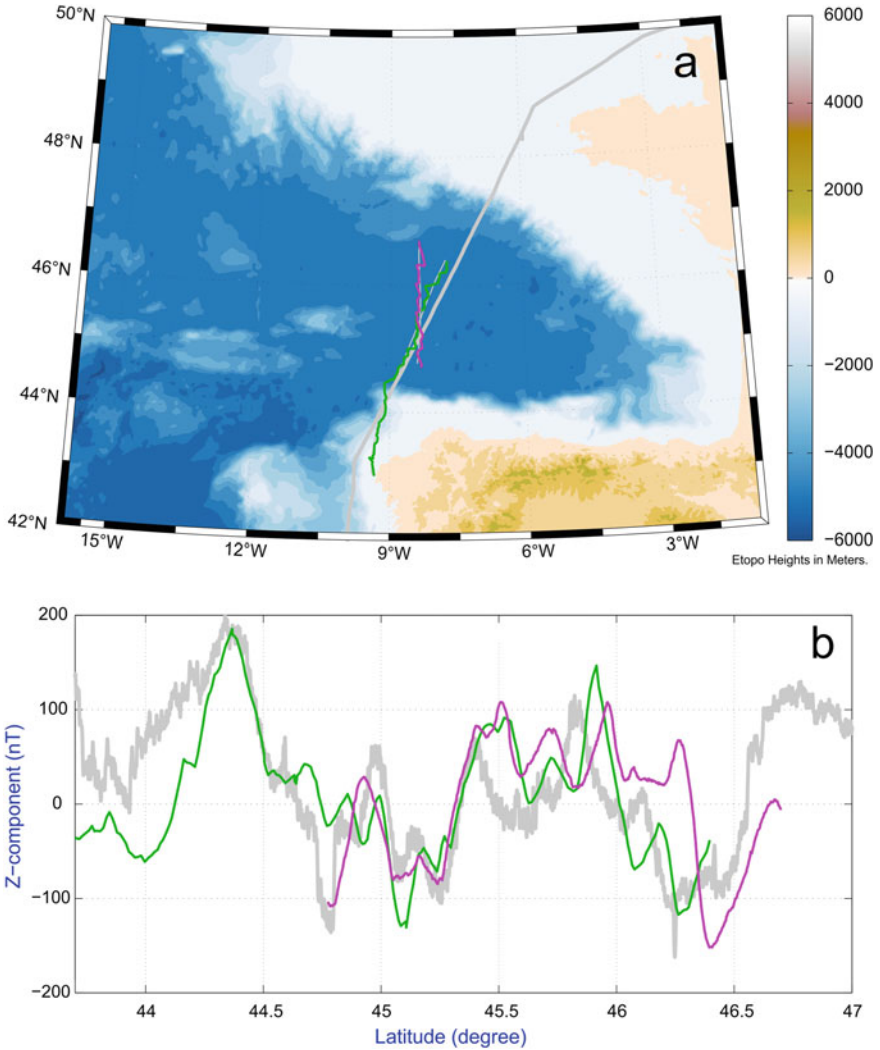 50°N
48°N
46°N
44°N
42°N
15°W
12°W
9°W
6°W
3°W
a
6000
4000
2000
0
−2000
−4000
−6000
Etopo Heights in Meters.
b
Z−component (nT)
200
100
0
−100
−200
44
44.5
45
45.5
46
46.5
47
Latitude (degree)